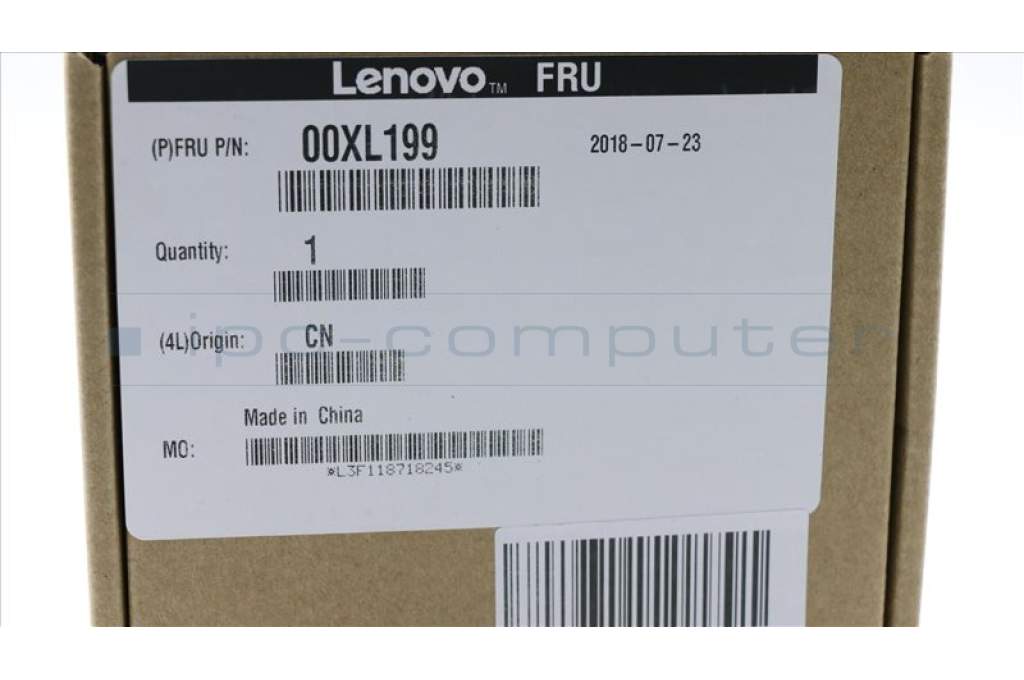 Lenovo™ FRU
(P)FRU P/N: 00XL199 2018-07-23
Quantity: 1
(4L)Origin: CN
ipc-computer
Made in China
MO:
*L3F118718245*